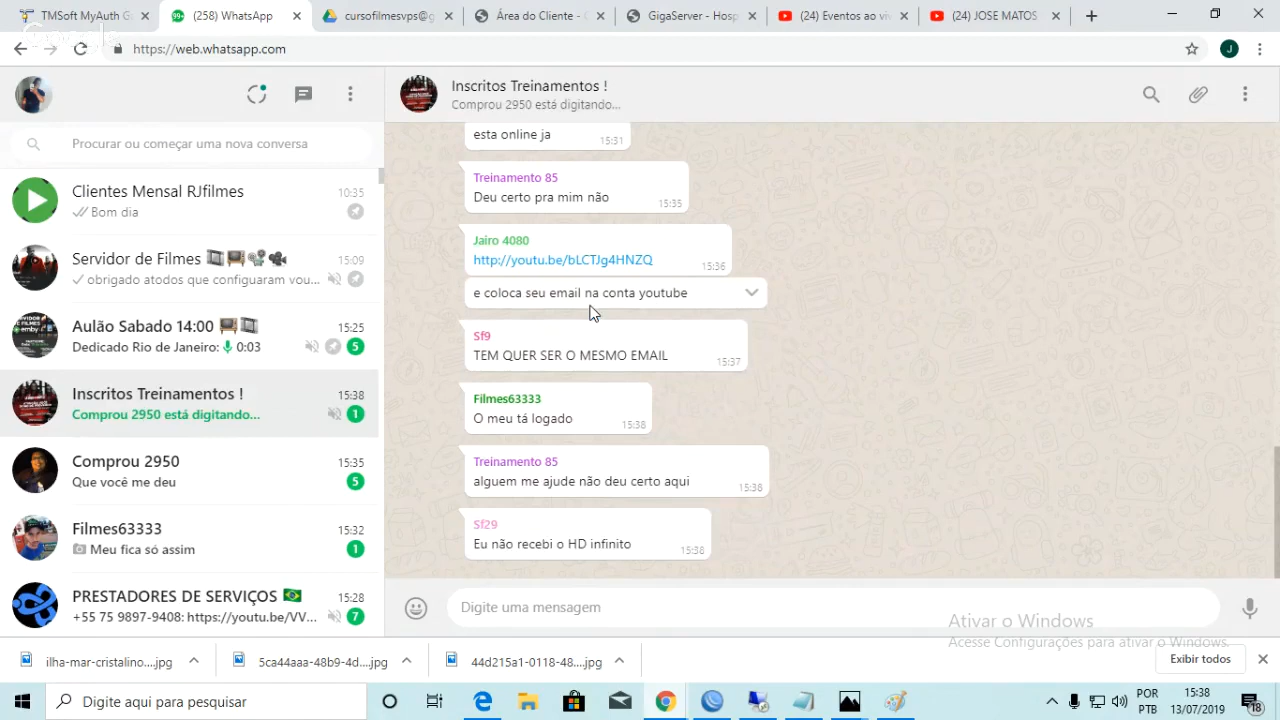 TMSoft My Auth G
(258) WhatsApp
cursofilmesvps@g
Área do Cliente - G
GigaServer - Hosp
(24) Eventos ao viv
(24) JOSE MATOS
https://web.whatsapp.com
J
Inscritos Treinamentos !
Comprou 2950 está digitando...
Procurar ou começar uma nova conversa
Clientes Mensal RJfilmes
10:35
Bom dia
Servidor de Filmes
15:09
obrigado atodos que configuaram vou...
Aulão Sabado 14:00
15:25
Dedicado Rio de Janeiro: 0:03
5
Inscritos Treinamentos !
15:38
Comprou 2950 está digitando...
1
Comprou 2950
15:35
Que você me deu
5
Filmes63333
15:32
Meu fica só assim
1
PRESTADORES DE SERVIÇOS
15:28
+55 75 9897-9408: https://youtu.be/VV...
7
esta online ja
15:31
Treinamento 85
Deu certo pra mim não
15:35
Jairo 4080
http://youtu.be/bLCTJg4HNZQ
15:36
e coloca seu email na conta youtube
Sf9
TEM QUER SER O MESMO EMAIL
15:37
Filmes63333
O meu tá logado
15:38
Treinamento 85
alguem me ajude não deu certo aqui
15:38
Sf29
Eu não recebi o HD infinito
15:38
Digite uma mensagem
Ativar o Windows
Acesse Configurações para ativar o Windows.
ilha-mar-cristalino....jpg
5ca44aaa-48b9-4d....jpg
44d215a1-0118-48....jpg
Exibir todos
Digite aqui para pesquisar
POR
PTB
15:38
13/07/2019
18